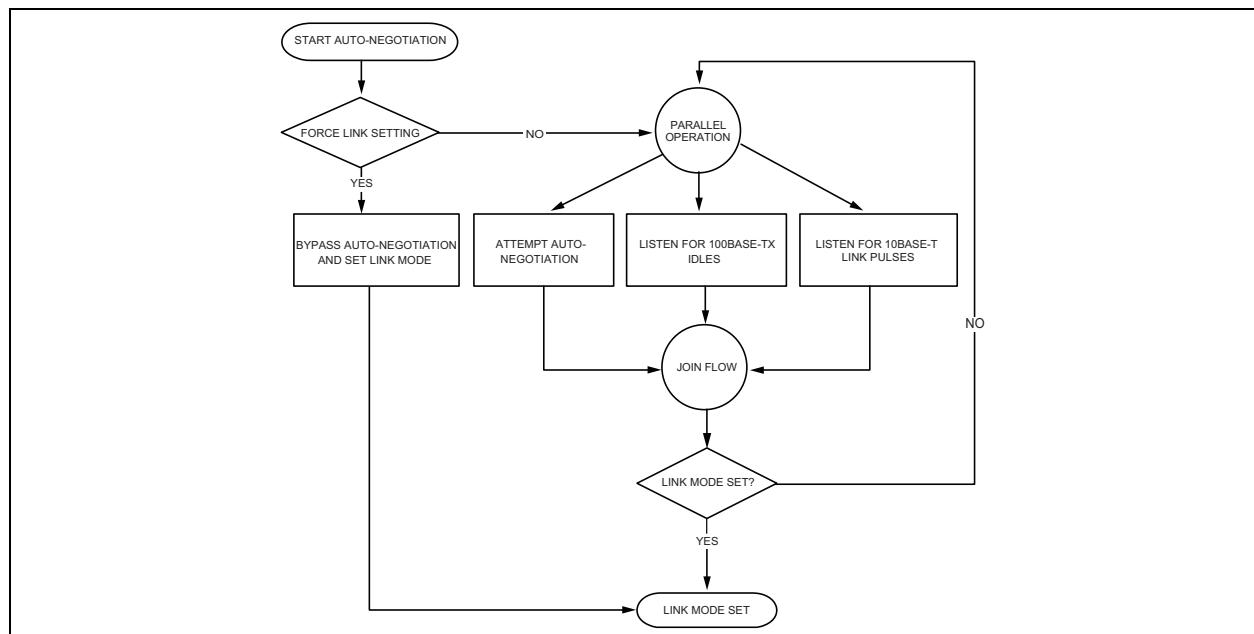 START AUTO-NEGOTIATION
FORCE LINK SETTING
NO
PARALLEL
OPERATION
YES
BYPASS AUTO-NEGOTIATION
AND SET LINK MODE
ATTEMPT AUTO-
NEGOTIATION
LISTEN FOR 100BASE-TX
IDLES
LISTEN FOR 10BASE-T
LINK PULSES
NO
JOIN FLOW
LINK MODE SET?
YES
LINK MODE SET